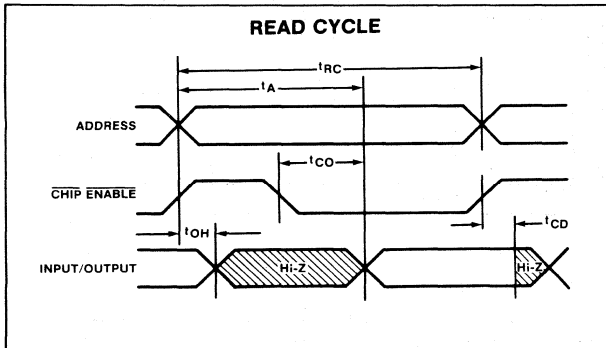 READ CYCLE
tRC
tA
ADDRESS
tCO
CHIP ENABLE
tOH
tCD
INPUT/OUTPUT
Hi-Z
Hi-Z